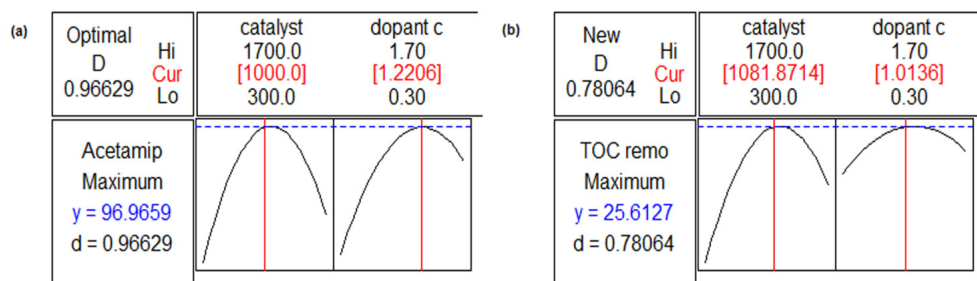 (a)
Optimal
D
0.96629
Hi
Cur
Lo
catalyst
1700.0
[1000.0]
300.0
dopant c
1.70
[1.2206]
0.30
Acetamip
Maximum
y = 96.9659
d = 0.96629
(b)
New
D
0.78064
Hi
Cur
Lo
catalyst
1700.0
[1081.8714]
300.0
dopant c
1.70
[1.0136]
0.30
TOC remo
Maximum
y = 25.6127
d = 0.78064